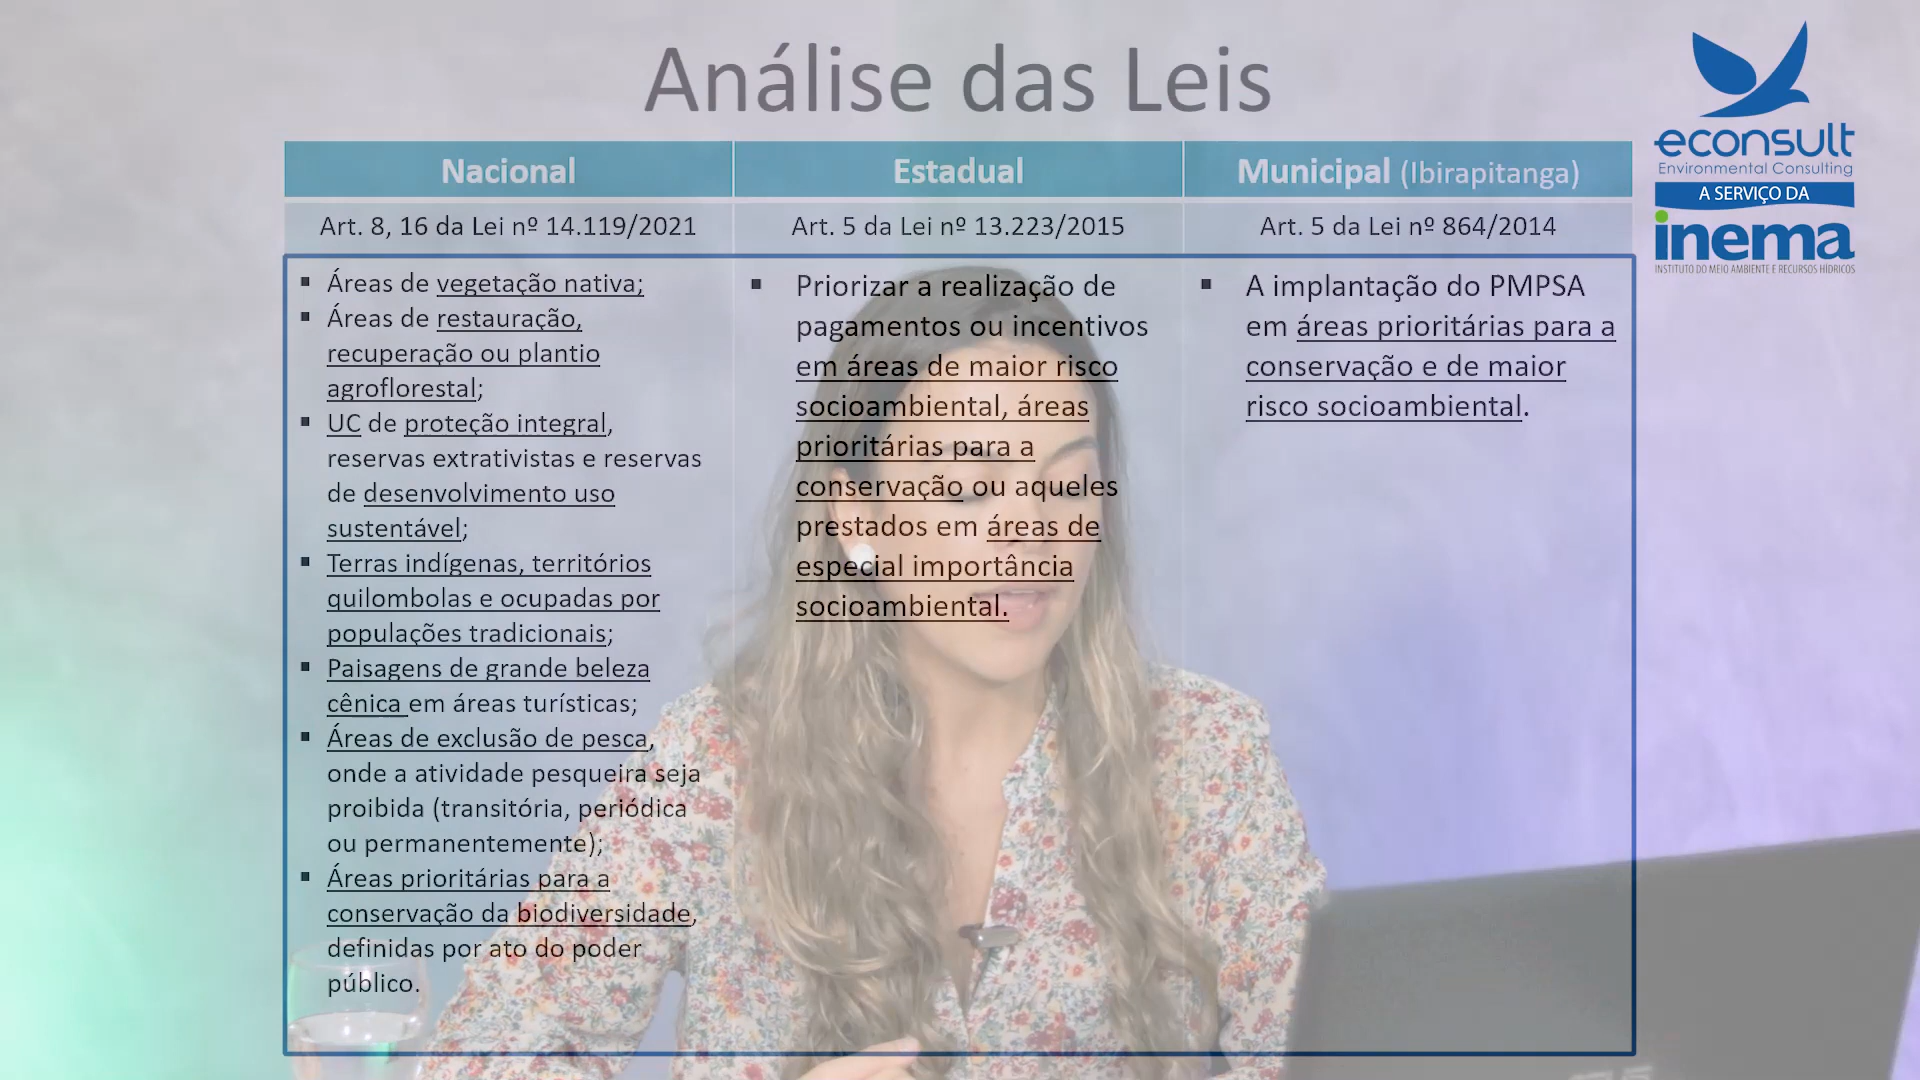 Análise das Leis
econsult
Environmental Consulting
A SERVIÇO DA
inema
INSTITUTO DO MEIO AMBIENTE E RECURSOS HÍDRICOS
Nacional
Estadual
Municipal (Ibirapitanga)
Art. 8, 16 da Lei nº 14.119/2021
Art. 5 da Lei nº 13.223/2015
Art. 5 da Lei nº 864/2014
▪ Áreas de vegetação nativa;
▪ Áreas de restauração,
recuperação ou plantio
agroflorestal;
▪ UC de proteção integral,
reservas extrativistas e reservas
de desenvolvimento uso
sustentável;
▪ Terras indígenas, territórios
quilombolas e ocupadas por
populações tradicionais;
▪ Paisagens de grande beleza
cênica em áreas turísticas;
▪ Áreas de exclusão de pesca,
onde a atividade pesqueira seja
proibida (transitória, periódica
ou permanentemente);
▪ Áreas prioritárias para a
conservação da biodiversidade,
definidas por ato do poder
público.
▪ Priorizar a realização de
pagamentos ou incentivos
em áreas de maior risco
socioambiental, áreas
prioritárias para a
conservação ou aqueles
prestados em áreas de
especial importância
socioambiental.
▪ A implantação do PMPSA
em áreas prioritárias para a
conservação e de maior
risco socioambiental.